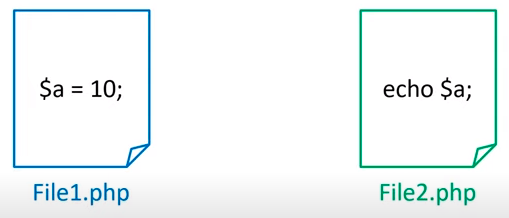 $a = 10;
echo $a;
File1.php
File2.php